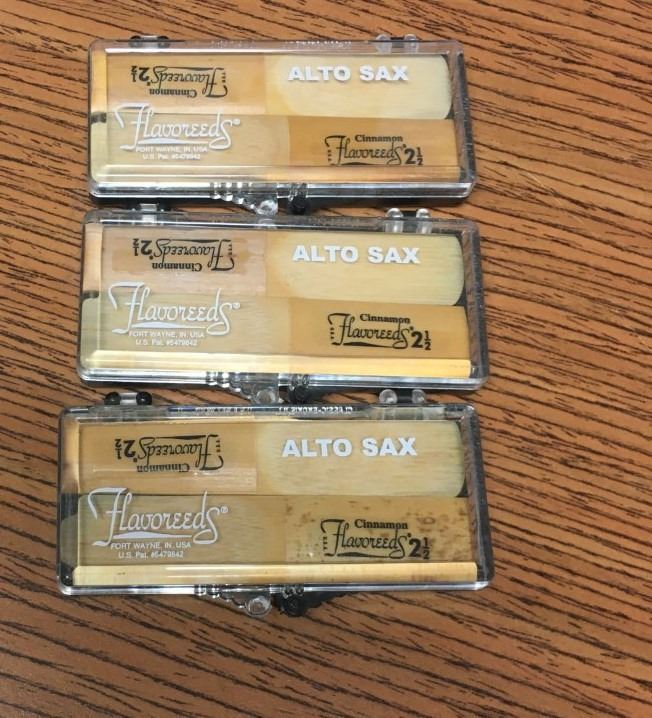 Cinnamon
Flavoreeds® 2½
ALTO SAX
Flavoreeds®
FORT WAYNE, IN. USA
U.S. Pat. #5479842
Cinnamon
Flavoreeds® 2½
Cinnamon
Flavoreeds® 2½
ALTO SAX
Flavoreeds®
FORT WAYNE, IN. USA
U.S. Pat. #5479842
Cinnamon
Flavoreeds® 2½
Cinnamon
Flavoreeds® 2½
ALTO SAX
Flavoreeds®
FORT WAYNE, IN. USA
U.S. Pat. #5479842
Cinnamon
Flavoreeds® 2½